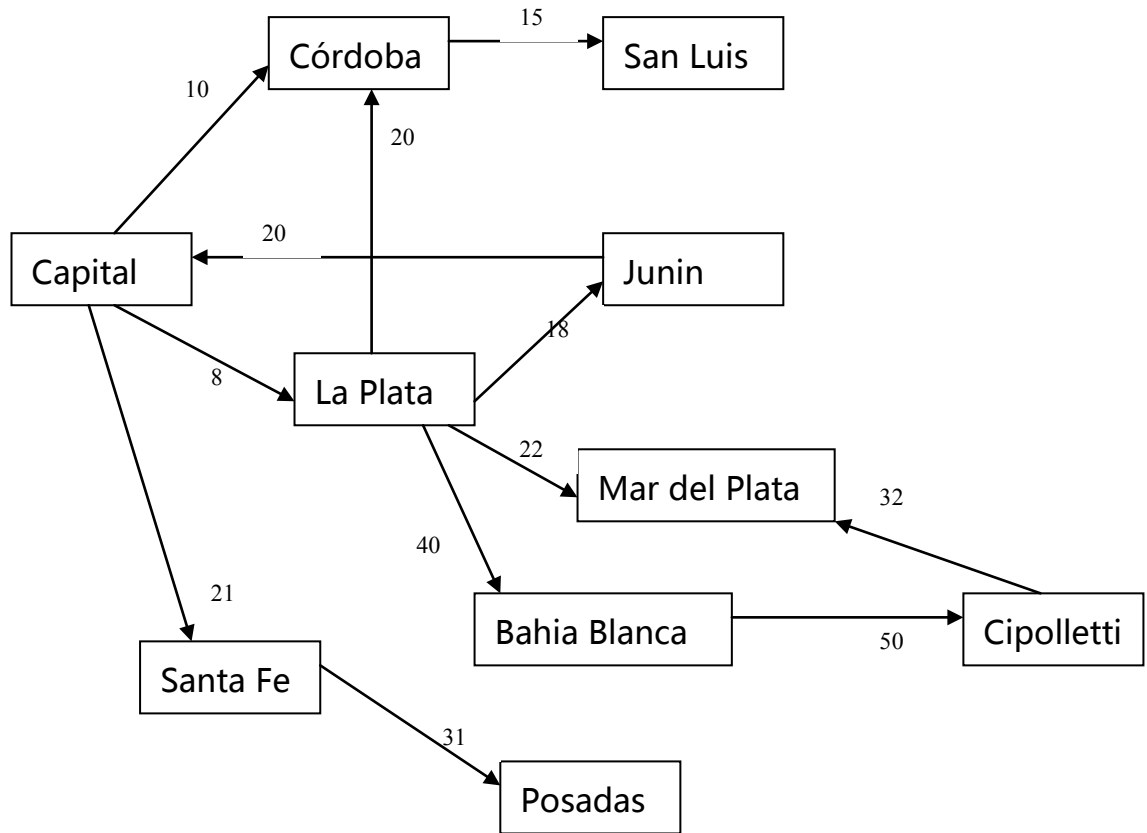 15
Córdoba
San Luis
10
20
20
Capital
Junin
18
8
La Plata
22
Mar del Plata
32
40
21
Bahia Blanca
50
Cipolletti
Santa Fe
31
Posadas